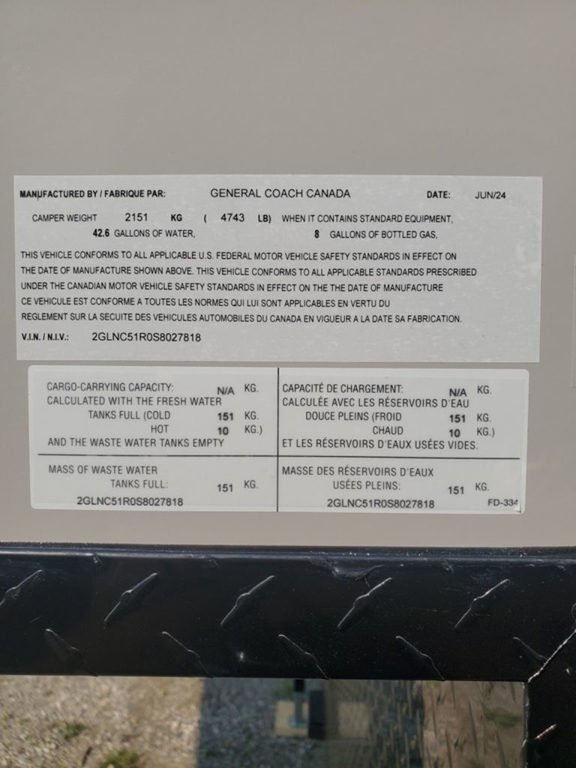 MANUFACTURED BY / FABRIQUE PAR: GENERAL COACH CANADA DATE: JUN/24
CAMPER WEIGHT 2151 KG ( 4743 LB) WHEN IT CONTAINS STANDARD EQUIPMENT,
42.6 GALLONS OF WATER, 8 GALLONS OF BOTTLED GAS,
THIS VEHICLE CONFORMS TO ALL APPLICABLE U.S. FEDERAL MOTOR VEHICLE SAFETY STANDARDS IN EFFECT ON
THE DATE OF MANUFACTURE SHOWN ABOVE. THIS VEHICLE CONFORMS TO ALL APPLICABLE STANDARDS PRESCRIBED
UNDER THE CANADIAN MOTOR VEHICLE SAFETY STANDARDS IN EFFECT ON THE THE DATE OF MANUFACTURE
CE VEHICULE EST CONFORME A TOUTES LES NORMES QUI LUI SONT APPLICABLES EN VERTU DU
REGLEMENT SUR LA SECUITE DES VEHICULES AUTOMOBILES DU CANADA EN VIGUEUR A LA DATE SA FABRICATION.
V.I.N. / N.I.V.: 2GLNC51R0S8027818
CARGO-CARRYING CAPACITY: N/A KG.
CALCULATED WITH THE FRESH WATER
TANKS FULL (COLD 151 KG.
HOT 10 KG.)
AND THE WASTE WATER TANKS EMPTY
MASS OF WASTE WATER
TANKS FULL: 151 KG.
2GLNC51R0S8027818
CAPACITÉ DE CHARGEMENT: N/A KG.
CALCULÉE AVEC LES RÉSERVOIRS D'EAU
DOUCE PLEINS (FROID 151 KG.
CHAUD 10 KG.)
ET LES RÉSERVOIRS D'EAUX USÉES VIDES.
MASSE DES RÉSERVOIRS D'EAUX
USÉES PLEINS: 151 KG.
2GLNC51R0S8027818 FD-334